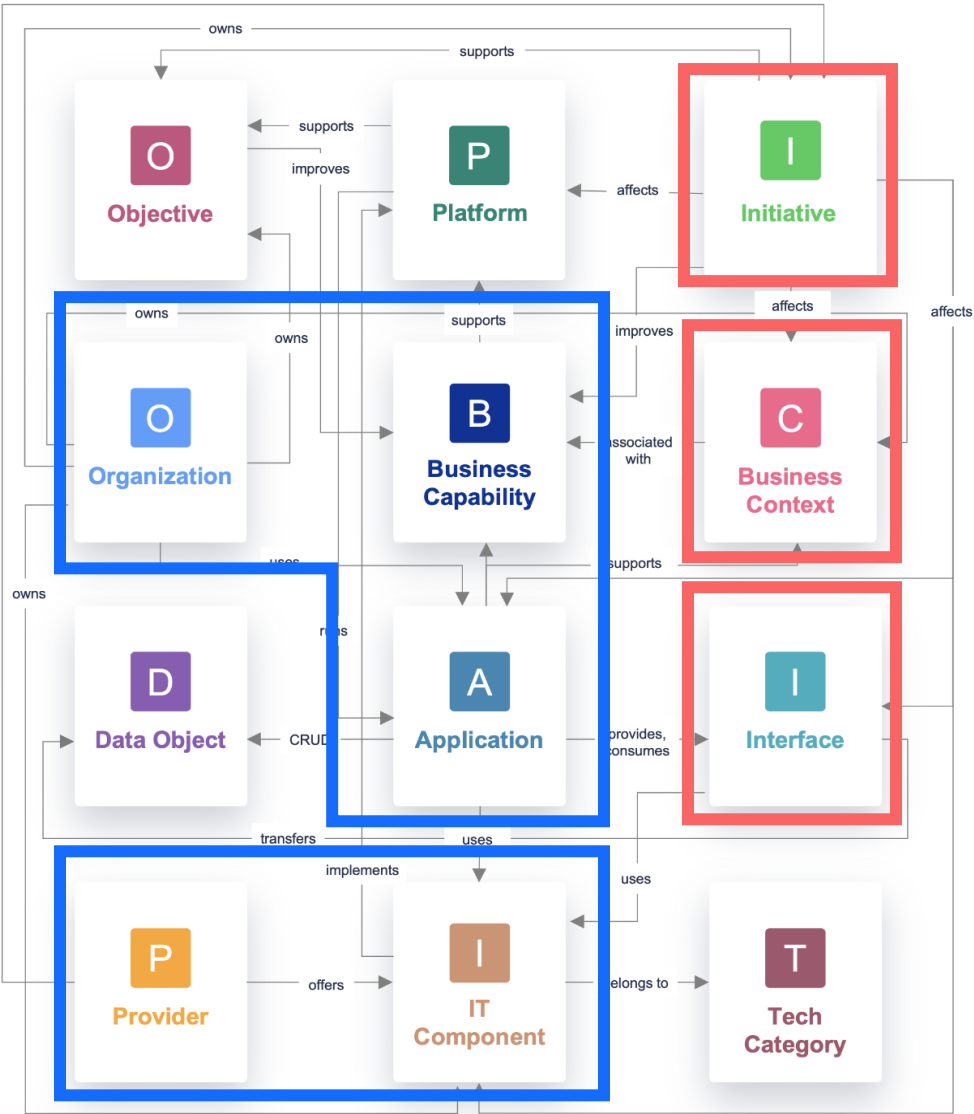 owns
supports
O
Objective
supports
improves
P
Platform
affects
I
Initiative
owns
owns
supports
improves
affects
affects
O
Organization
B
Business
Capability
associated
with
C
Business
Context
uses
supports
owns
runs
D
Data Object
CRUD
A
Application
provides,
consumes
I
Interface
transfers
uses
implements
uses
P
Provider
offers
I
IT
Component
belongs to
T
Tech
Category